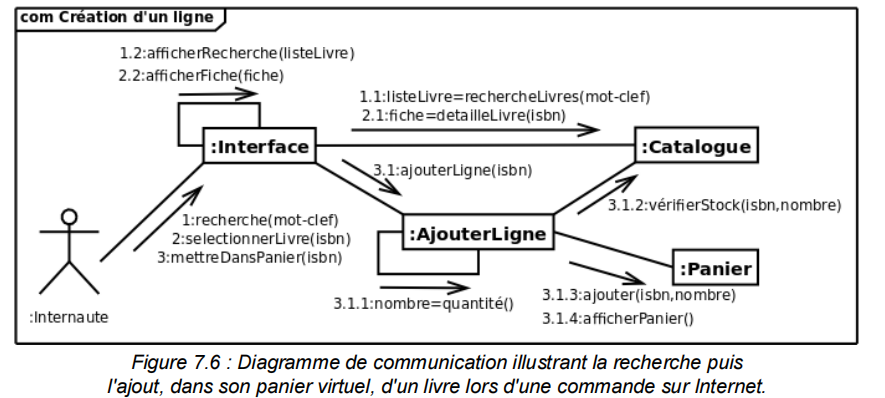 com Création d'un ligne
1.2:afficherRecherche(listeLivre)
2.2:afficherFiche(fiche)
1.1:listeLivre=rechercheLivres(mot-clef)
2.1:fiche=detailleLivre(isbn)
:Interface
:Catalogue
3.1:ajouterLigne(isbn)
3.1.2:vérifierStock(isbn,nombre)
1:recherche(mot-clef)
2:selectionnerLivre(isbn)
3:mettreDansPanier(isbn)
:AjouterLigne
:Panier
3.1.1:nombre=quantité()
3.1.3:ajouter(isbn,nombre)
3.1.4:afficherPanier()
:Internaute
Figure 7.6 : Diagramme de communication illustrant la recherche puis
l'ajout, dans son panier virtuel, d'un livre lors d'une commande sur Internet.